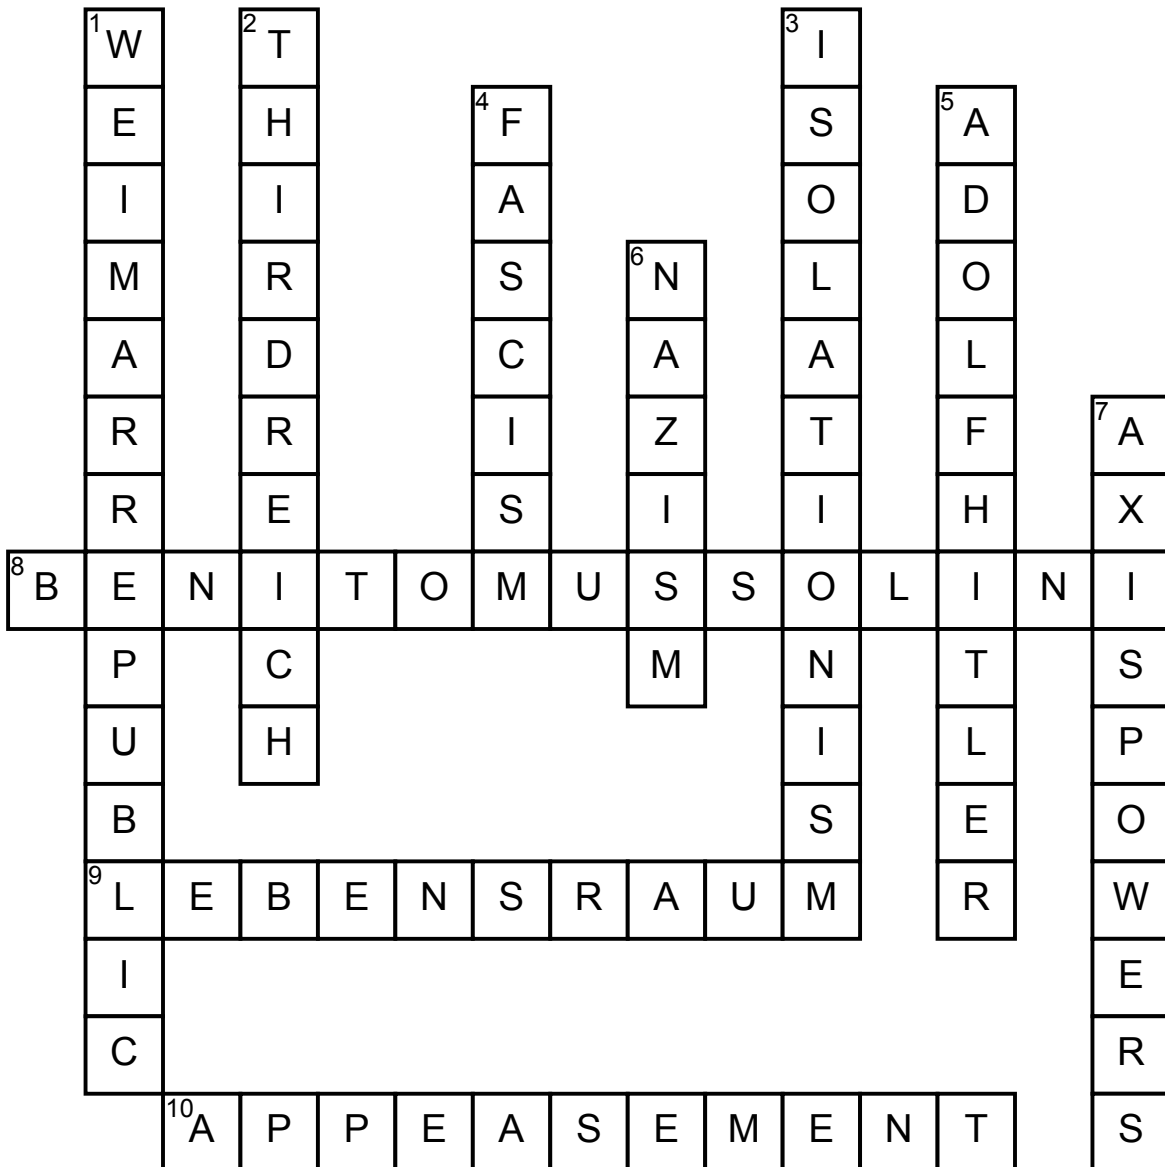 1 W 2 T 3 I
E H 4 F S 5 A
I I A O D
M R S 6 N L O
A D C A A L
R R I Z T F 7 A
R E S I I H X
8 B E N I T O M U S S O L I N I
P C M N T S
U H I L P
B S E O
9 L E B E N S R A U M R W
I E
C R
10 A P P E A S E M E N T S